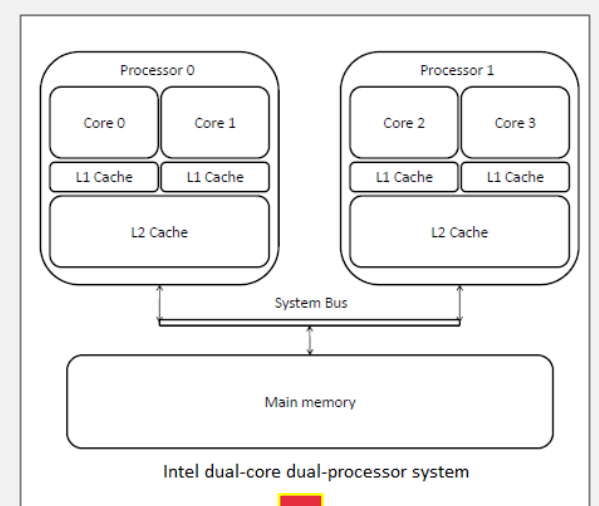 Processor 0
Processor 1
Core 0
Core 1
Core 2
Core 3
L1 Cache
L1 Cache
L1 Cache
L1 Cache
L2 Cache
L2 Cache
System Bus
Main memory
Intel dual-core dual-processor system